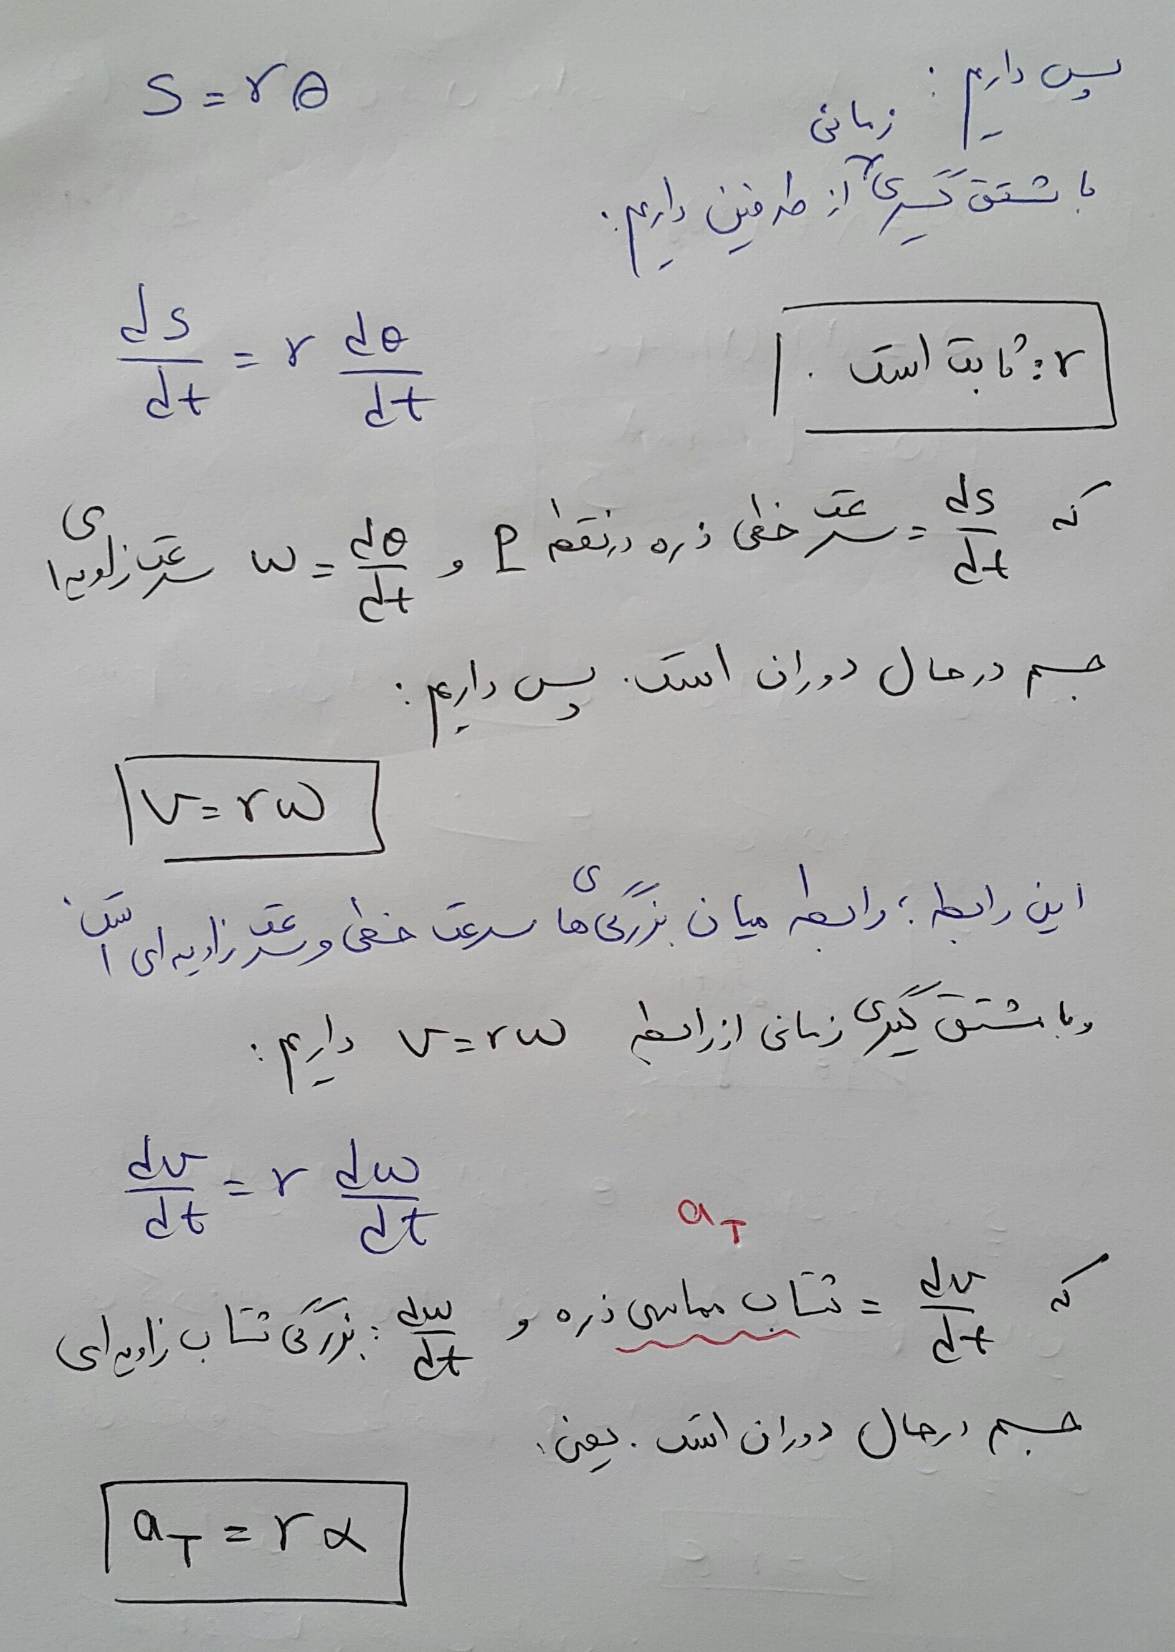 پس داریم : S = rθ
زمانی
با مشتق گیری از طرفین داریم:
ds/dt = r dθ/dt
r: ثابت است .
که ds/dt = سرعت خطی ذره در نقطه P و ω = dθ/dt سرعت زاویه ای
جسم در حال دوران است. پس داریم :
v = rω
این رابطه ؛ رابطه میان بزرگی های سرعت خطی و سرعت زاویه ای است.
و با مشتق گیری زمانی از رابطه v = rω داریم :
dv/dt = r dω/dt
a_T
که dv/dt = شتاب مماسی ذره و dω/dt : بزرگی شتاب زاویه ای
جسم در حال دوران است . یعنی:
a_T = rα